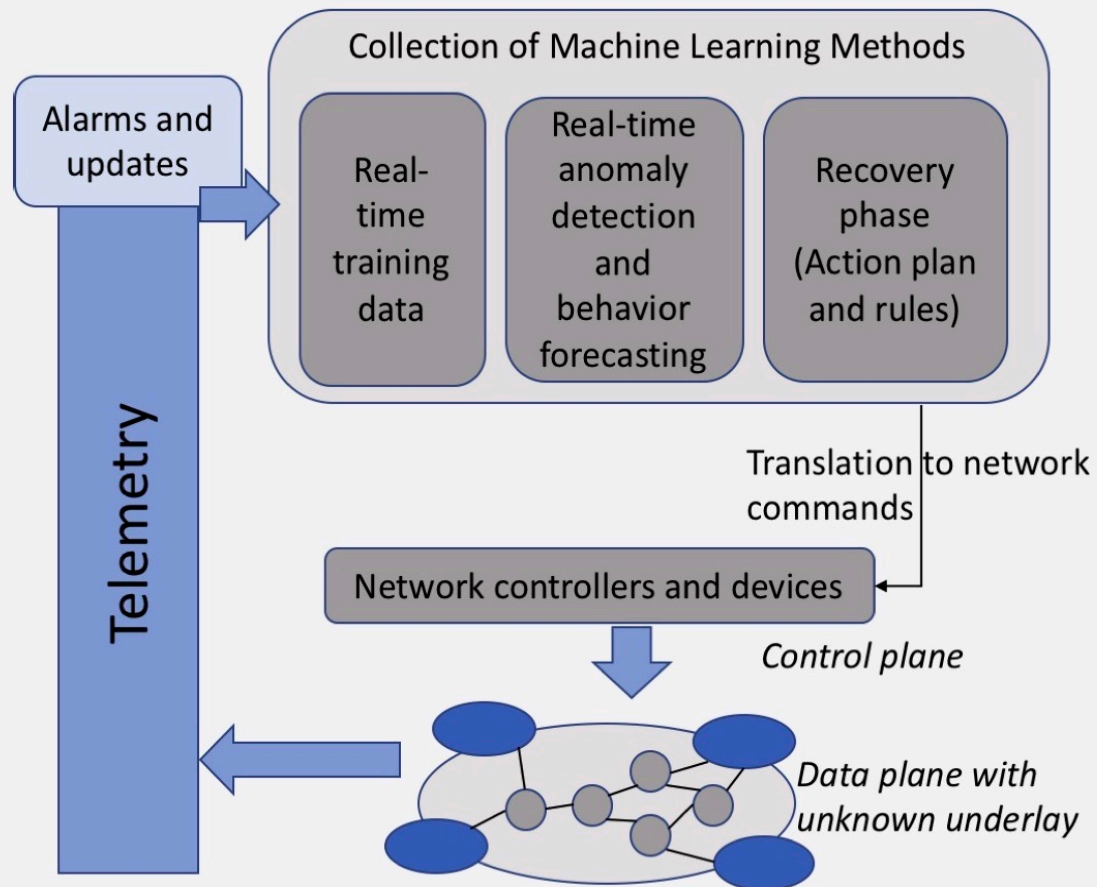 Collection of Machine Learning Methods
Alarms and
updates
Real-
time
training
data
Real-time
anomaly
detection
and
behavior
forecasting
Recovery
phase
(Action plan
and rules)
Telemetry
Translation to network
commands
Network controllers and devices
Control plane
Data plane with
unknown underlay